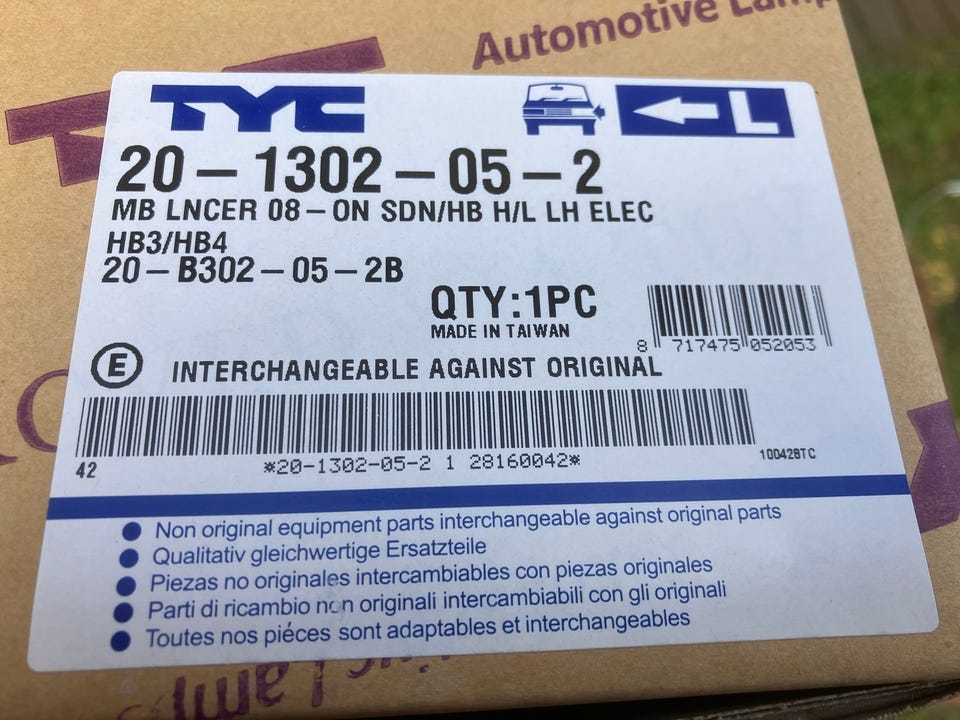 Automotive Lamp
TYC
TYC
L
20-1302-05-2
MB LNCER 08-ON SDN/HB H/L LH ELEC
HB3/HB4
20-B302-05-2B
QTY:1PC
MADE IN TAIWAN
8 717475 052053
E INTERCHANGEABLE AGAINST ORIGINAL
42
*20-1302-05-2 1 28160042*
100428TC
● Non original equipment parts interchangeable against original parts
● Qualitativ gleichwertige Ersatzteile
● Piezas no originales intercambiables con piezas originales
● Parti di ricambio non originali intercambiabili con gli originali
● Toutes nos piéces sont adaptables et interchangeables